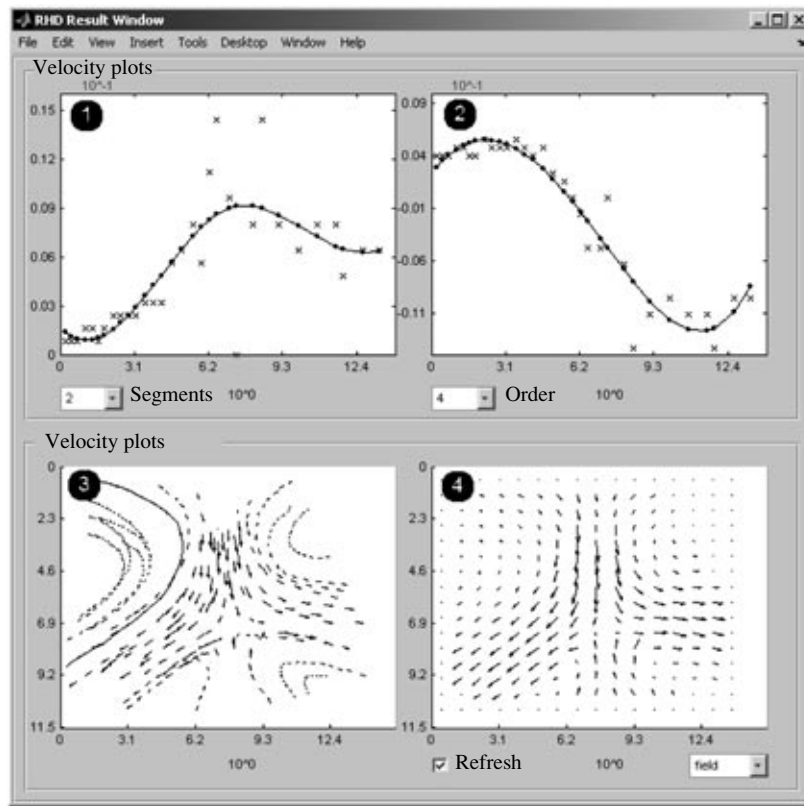 RHD Result Window
File Edit View Insert Tools Desktop Window Help
Velocity plots
10^-1
0.15
0.12
0.09
0.06
0.03
0
0 3.1 6.2 9.3 12.4
10^0
1
2 Segments
10^-1
0.09
0.04
-0.01
-0.06
-0.11
0 3.1 6.2 9.3 12.4
10^0
2
4 Order
Velocity plots
0
2.3
4.6
6.9
9.2
11.5
0 3.1 6.2 9.3 12.4
10^0
3
0
2.3
4.6
6.9
9.2
11.5
0 3.1 6.2 9.3 12.4
10^0
4
Refresh
field